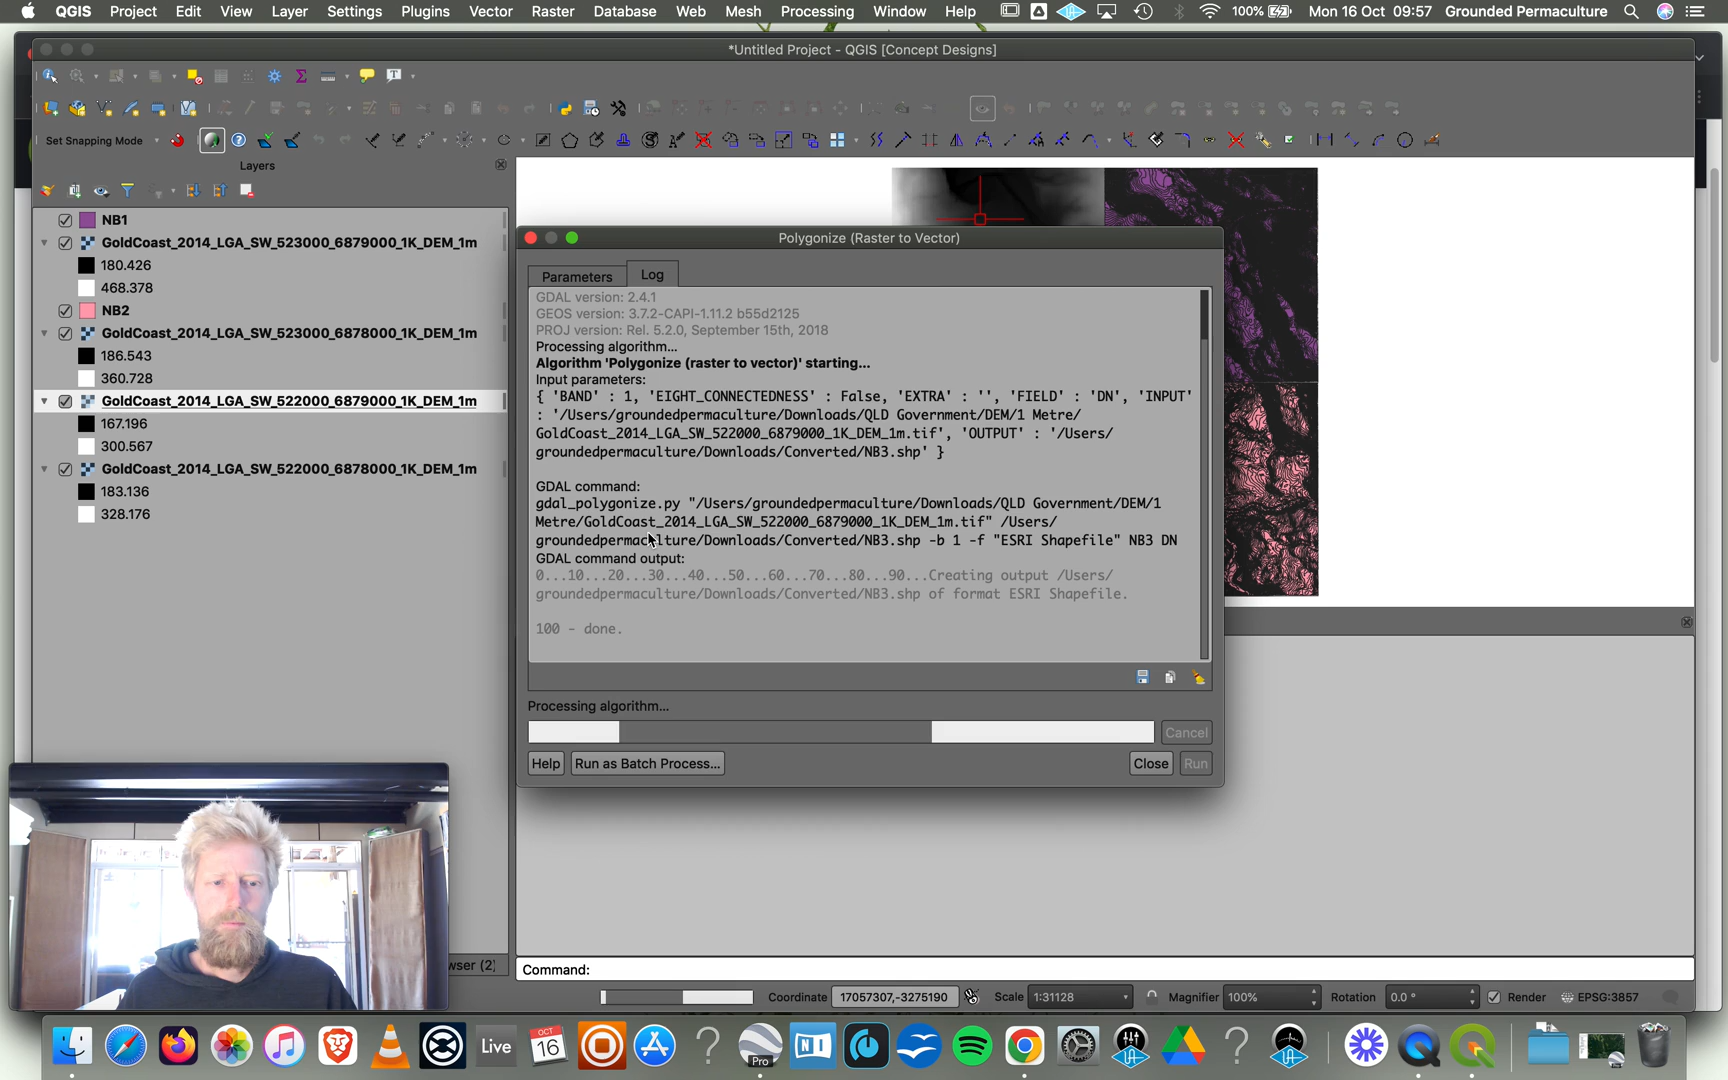 QGIS Project Edit View Layer Settings Plugins Vector Raster Database Web Mesh Processing Window Help 100% Mon 16 Oct 09:57 Grounded Permaculture
*Untitled Project - QGIS [Concept Designs]
Set Snapping Mode
Layers
NB1
GoldCoast_2014_LGA_SW_523000_6879000_1K_DEM_1m
180.426
468.378
NB2
GoldCoast_2014_LGA_SW_523000_6878000_1K_DEM_1m
186.543
360.728
GoldCoast_2014_LGA_SW_522000_6879000_1K_DEM_1m
167.196
300.567
GoldCoast_2014_LGA_SW_522000_6878000_1K_DEM_1m
183.136
328.176
Polygonize (Raster to Vector)
Parameters Log
GDAL version: 2.4.1
GEOS version: 3.7.2-CAPI-1.11.2 b55d2125
PROJ version: Rel. 5.2.0, September 15th, 2018
Processing algorithm...
Algorithm 'Polygonize (raster to vector)' starting...
Input parameters:
{ 'BAND' : 1, 'EIGHT_CONNECTEDNESS' : False, 'EXTRA' : '', 'FIELD' : 'DN', 'INPUT'
: '/Users/groundedpermaculture/Downloads/QLD Government/DEM/1 Metre/
GoldCoast_2014_LGA_SW_522000_6879000_1K_DEM_1m.tif', 'OUTPUT' : '/Users/
groundedpermaculture/Downloads/Converted/NB3.shp' }
GDAL command:
gdal_polygonize.py "/Users/groundedpermaculture/Downloads/QLD Government/DEM/1
Metre/GoldCoast_2014_LGA_SW_522000_6879000_1K_DEM_1m.tif" /Users/
groundedpermaculture/Downloads/Converted/NB3.shp -b 1 -f "ESRI Shapefile" NB3 DN
GDAL command output:
0...10...20...30...40...50...60...70...80...90...Creating output /Users/
groundedpermaculture/Downloads/Converted/NB3.shp of format ESRI Shapefile.
100 - done.
Processing algorithm...
Cancel
Help Run as Batch Process... Close Run
wser (2)
Command:
Coordinate 17057307,-3275190 Scale 1:31128 Magnifier 100% Rotation 0.0 ° Render EPSG:3857
OCT
16
Live
Pro